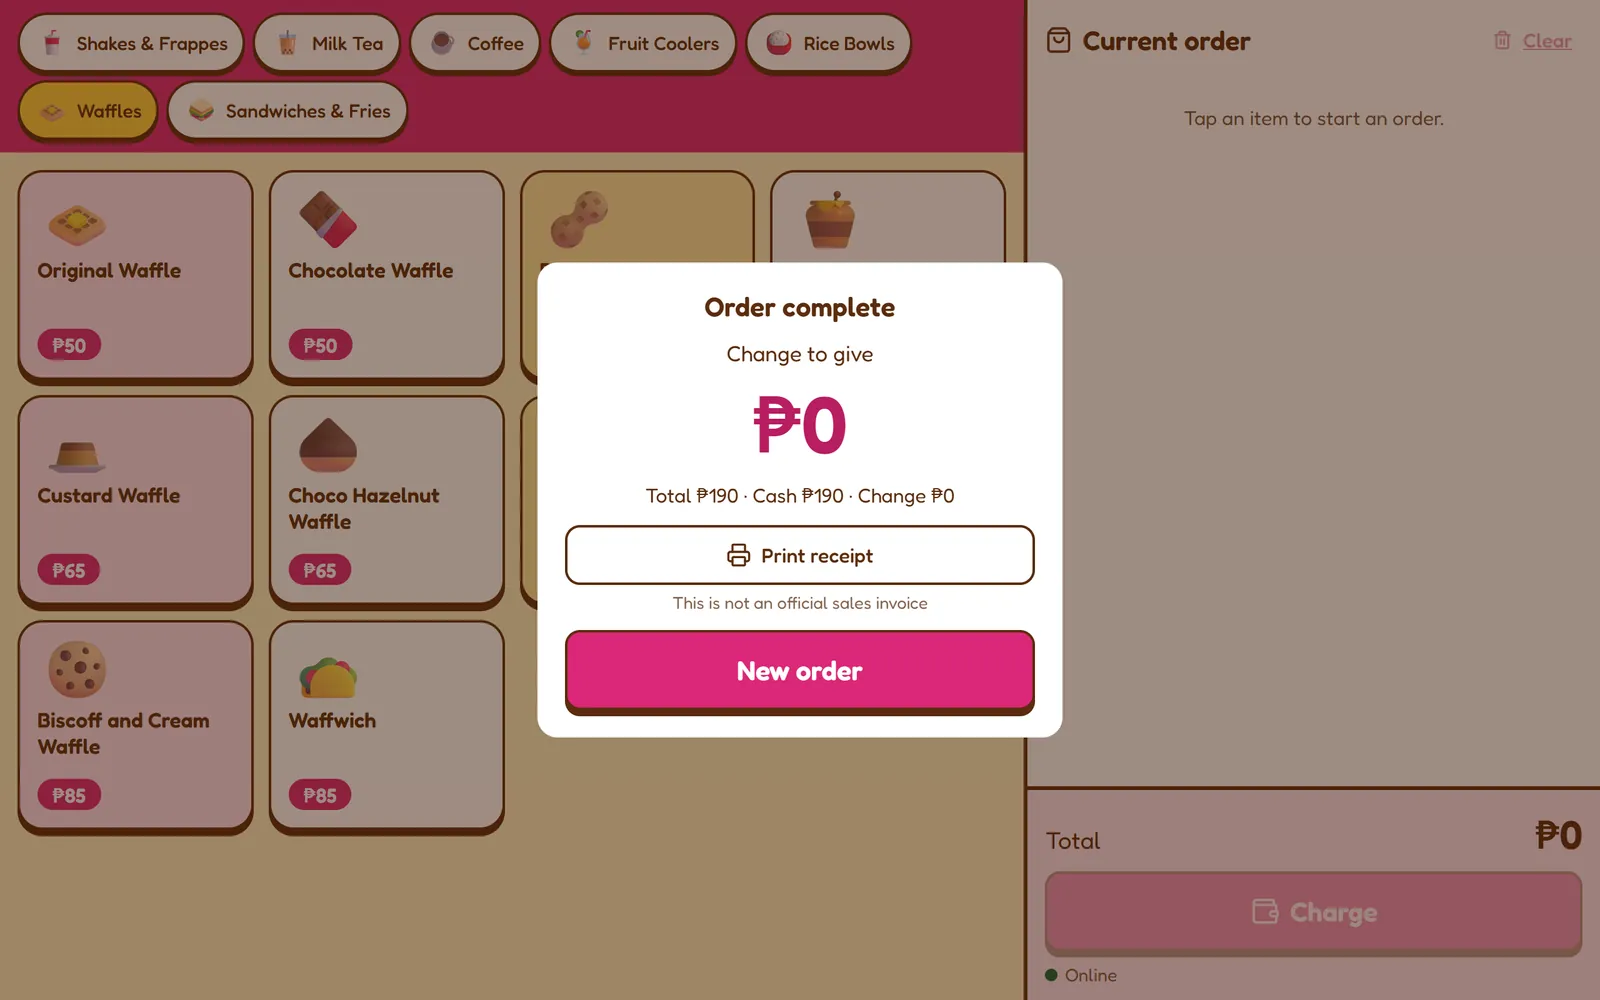 Shakes & Frappes
Milk Tea
Coffee
Fruit Coolers
Rice Bowls
Waffles
Sandwiches & Fries
Original Waffle
₱50
Chocolate Waffle
₱50
Custard Waffle
₱65
Choco Hazelnut
Waffle
₱65
Biscoff and Cream
Waffle
₱85
Waffwich
₱85
Order complete
Change to give
₱0
Total ₱190 · Cash ₱190 · Change ₱0
Print receipt
This is not an official sales invoice
New order
Current order
Clear
Tap an item to start an order.
Total
₱0
Charge
Online